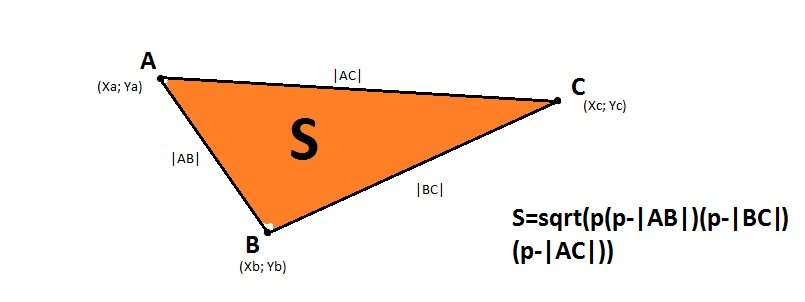 A
(Xa; Ya)
|AC|
C
(Xc; Yc)
S
|AB|
|BC|
B
(Xb; Yb)
S=sqrt(p(p-|AB|)(p-|BC|)
(p-|AC|))